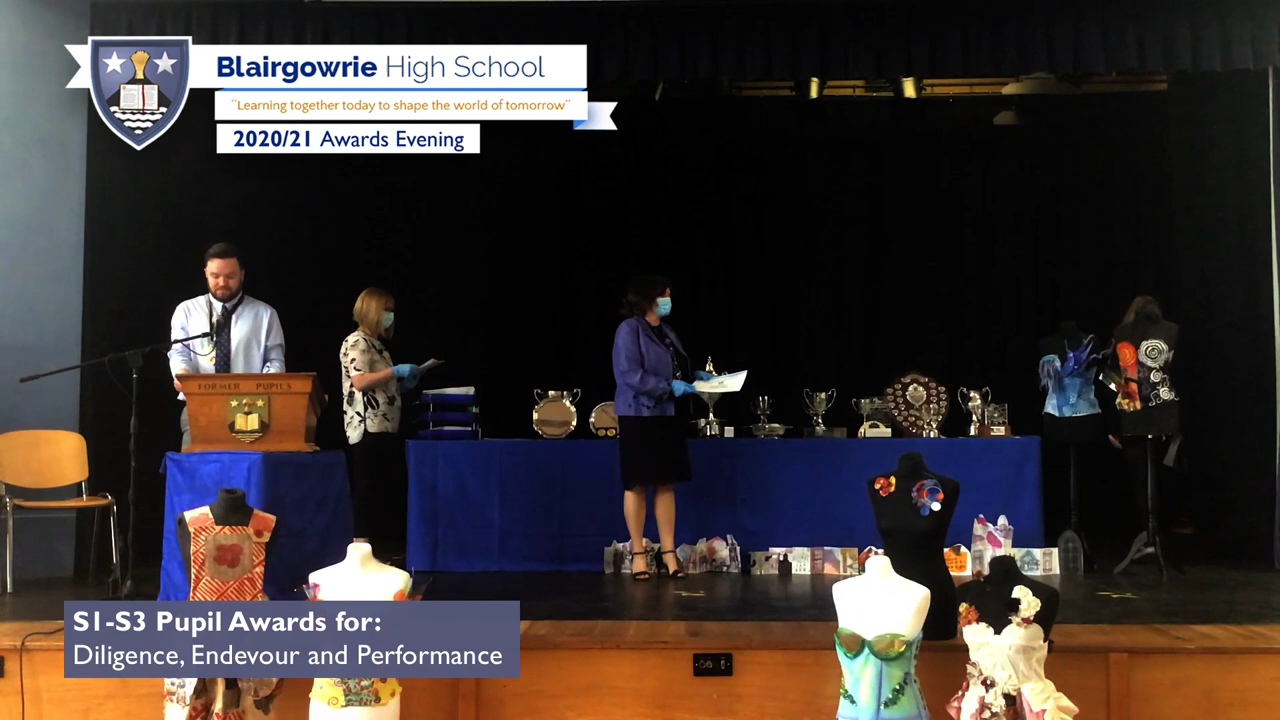 Blairgowrie High School
"Learning together today to shape the world of tomorrow"
2020/21 Awards Evening
FORMER PUPILS
S1-S3 Pupil Awards for:
Diligence, Endevour and Performance